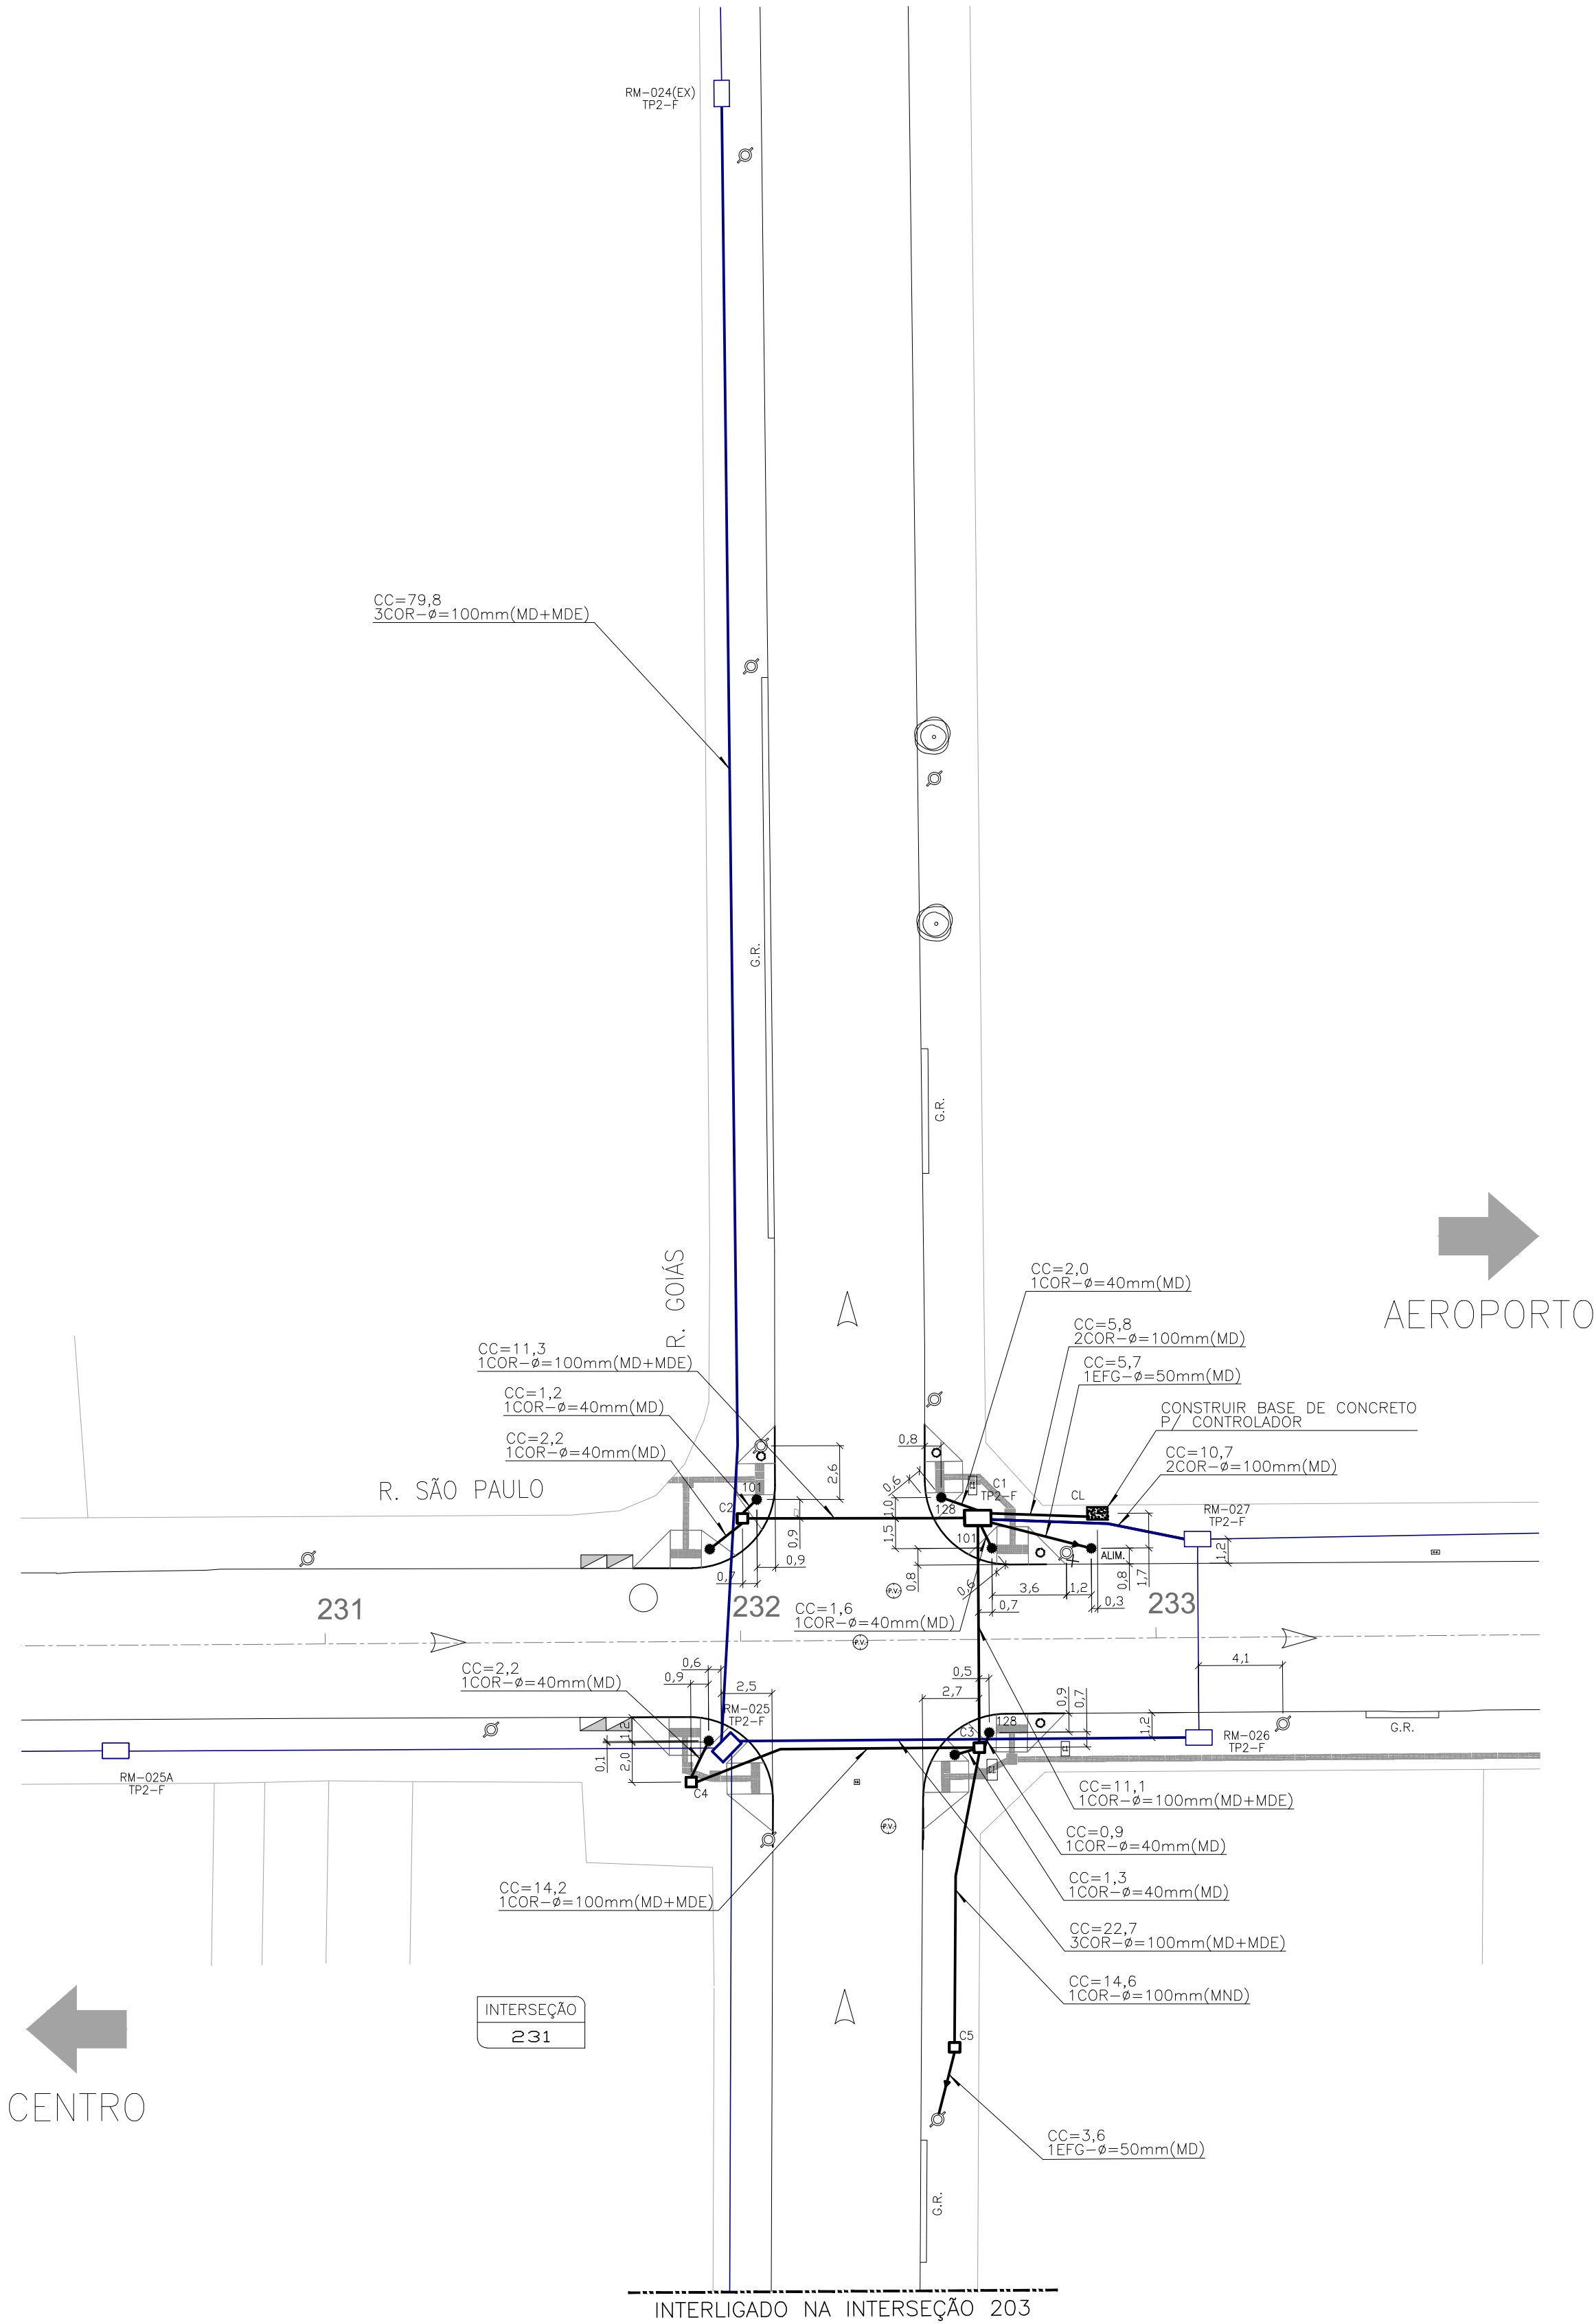 RM-024(EX)
TP2-F
CC=79,8
3COR-ø=100mm(MD+MDE)
G.R.
G.R.
R. GOIÁS
AEROPORTO
CC=2,0
1COR-ø=40mm(MD)
CC=5,8
2COR-ø=100mm(MD)
CC=5,7
1EFG-ø=50mm(MD)
CONSTRUIR BASE DE CONCRETO
P/ CONTROLADOR
CC=10,7
2COR-ø=100mm(MD)
CC=11,3
1COR-ø=100mm(MD+MDE)
CC=1,2
1COR-ø=40mm(MD)
CC=2,2
1COR-ø=40mm(MD)
R. SÃO PAULO
2,6
0,8
0,6
1,0
1,5
101
C2
0,9
0,9
0,7
128
C1
TP2-F
CL
RM-027
TP2-F
101
ALIM.
0,8
0,6
3,6
1,2
0,7
0,3
0,8
1,7
1,2
P.V.
231
232
233
CC=1,6
1COR-ø=40mm(MD)
P.V.
CC=2,2
1COR-ø=40mm(MD)
0,6
0,9
2,5
RM-025
TP2-F
1,2
2,0
0,1
C4
0,5
2,7
0,9
0,7
C3
128
4,1
1,2
RM-026
TP2-F
G.R.
RM-025A
TP2-F
P.V.
CC=11,1
1COR-ø=100mm(MD+MDE)
CC=0,9
1COR-ø=40mm(MD)
CC=1,3
1COR-ø=40mm(MD)
CC=22,7
3COR-ø=100mm(MD+MDE)
CC=14,6
1COR-ø=100mm(MND)
CC=14,2
1COR-ø=100mm(MD+MDE)
INTERSEÇÃO
231
CENTRO
C5
CC=3,6
1EFG-ø=50mm(MD)
G.R.
INTERLIGADO NA INTERSEÇÃO 203